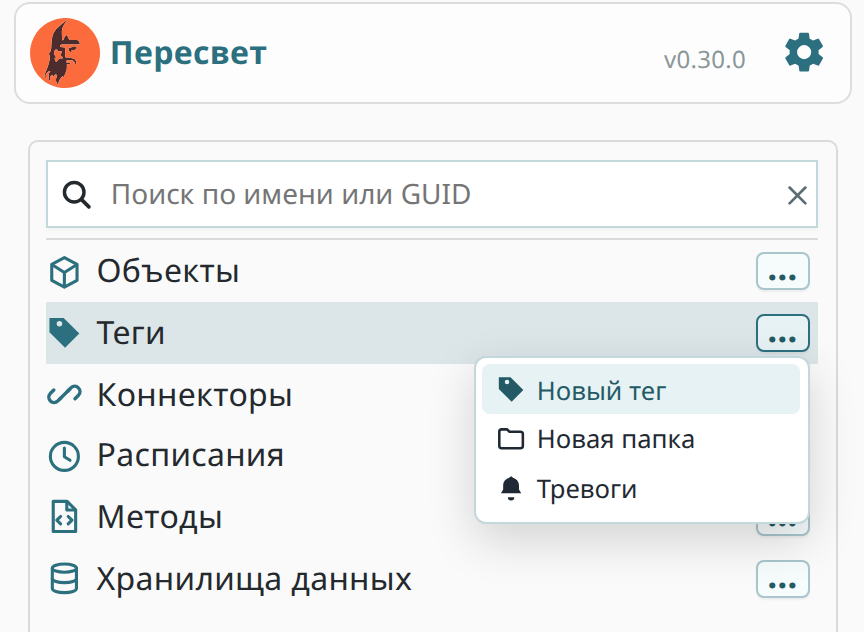 Пересвет
v0.30.0
Поиск по имени или GUID
Объекты
...
Теги
...
Новый тег
Коннекторы
Новая папка
Расписания
Тревоги
Методы
...
Хранилища данных
...